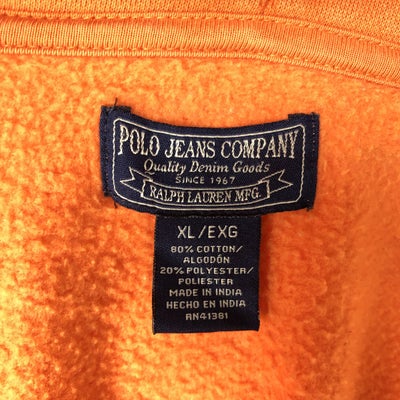 POLO JEANS COMPANY
Quality Denim Goods
SINCE 1967
RALPH LAUREN MFG.
XL/EXG
80% COTTON/
ALGODÓN
20% POLYESTER/
POLIESTER
MADE IN INDIA
HECHO EN INDIA
RN41381